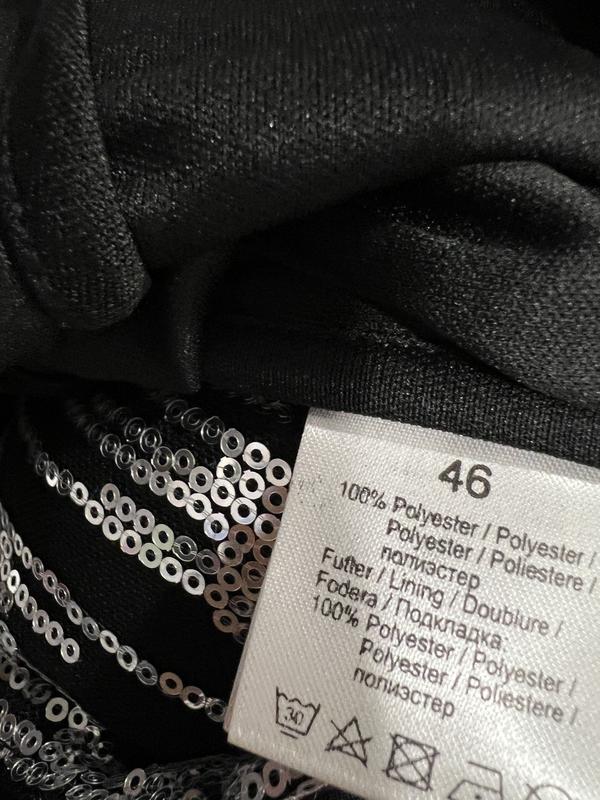 46
100% Polyester / Polyester /
Polyester / Poliestere /
полиэстер
Futter / Lining / Doublure /
Fodera / Подкладка:
100% Polyester / Polyester /
Polyester / Poliestere /
полиэстер
30